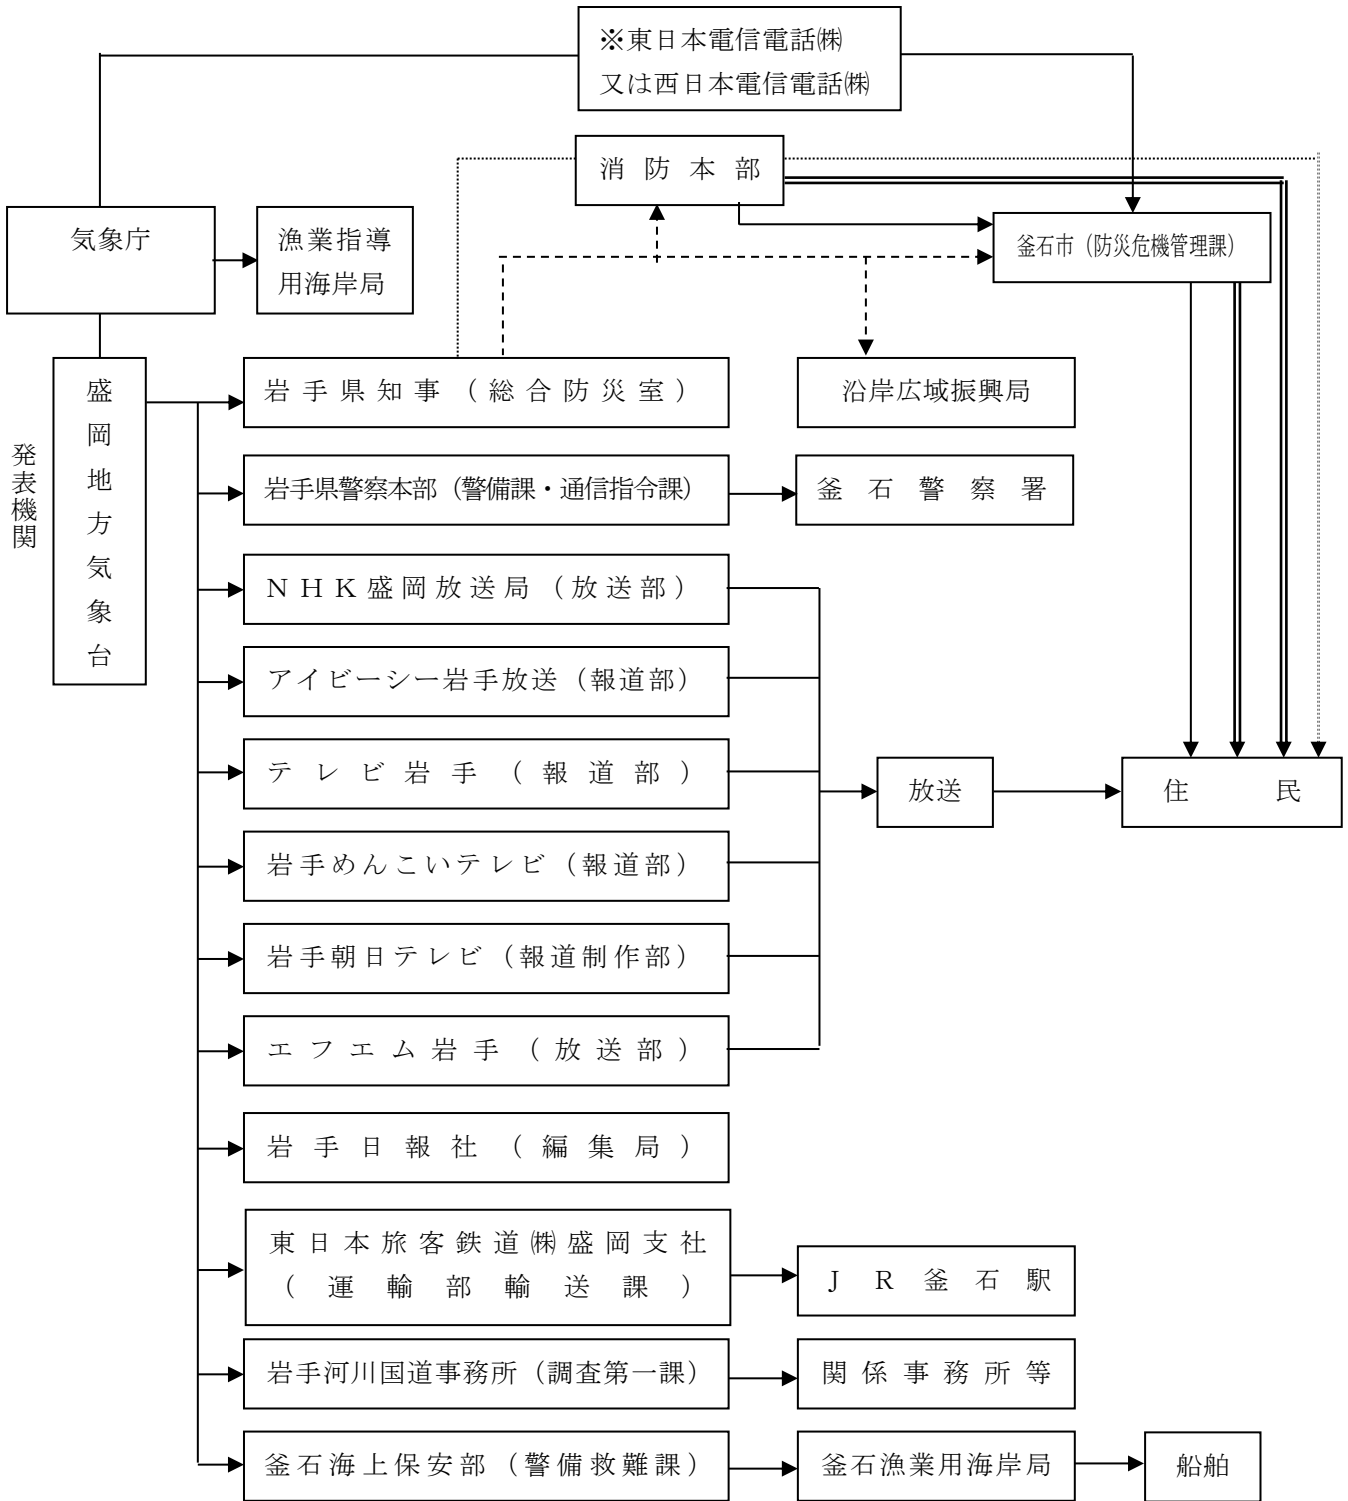 ※東日本電信電話㈱
又は西日本電信電話㈱
消防本部
気象庁
漁業指導
用海岸局
釜石市（防災危機管理課）
発表機関
盛岡地方気象台
岩手県知事（総合防災室）
沿岸広域振興局
岩手県警察本部（警備課・通信指令課）
釜石警察署
ＮＨＫ盛岡放送局（放送部）
アイビーシー岩手放送（報道部）
テレビ岩手（報道部）
放送
住民
岩手めんこいテレビ（報道部）
岩手朝日テレビ（報道制作部）
エフエム岩手（放送部）
岩手日報社（編集局）
東日本旅客鉄道㈱盛岡支社
（運輸部輸送課）
ＪＲ釜石駅
岩手河川国道事務所（調査第一課）
関係事務所等
釜石海上保安部（警備救難課）
釜石漁業用海岸局
船舶